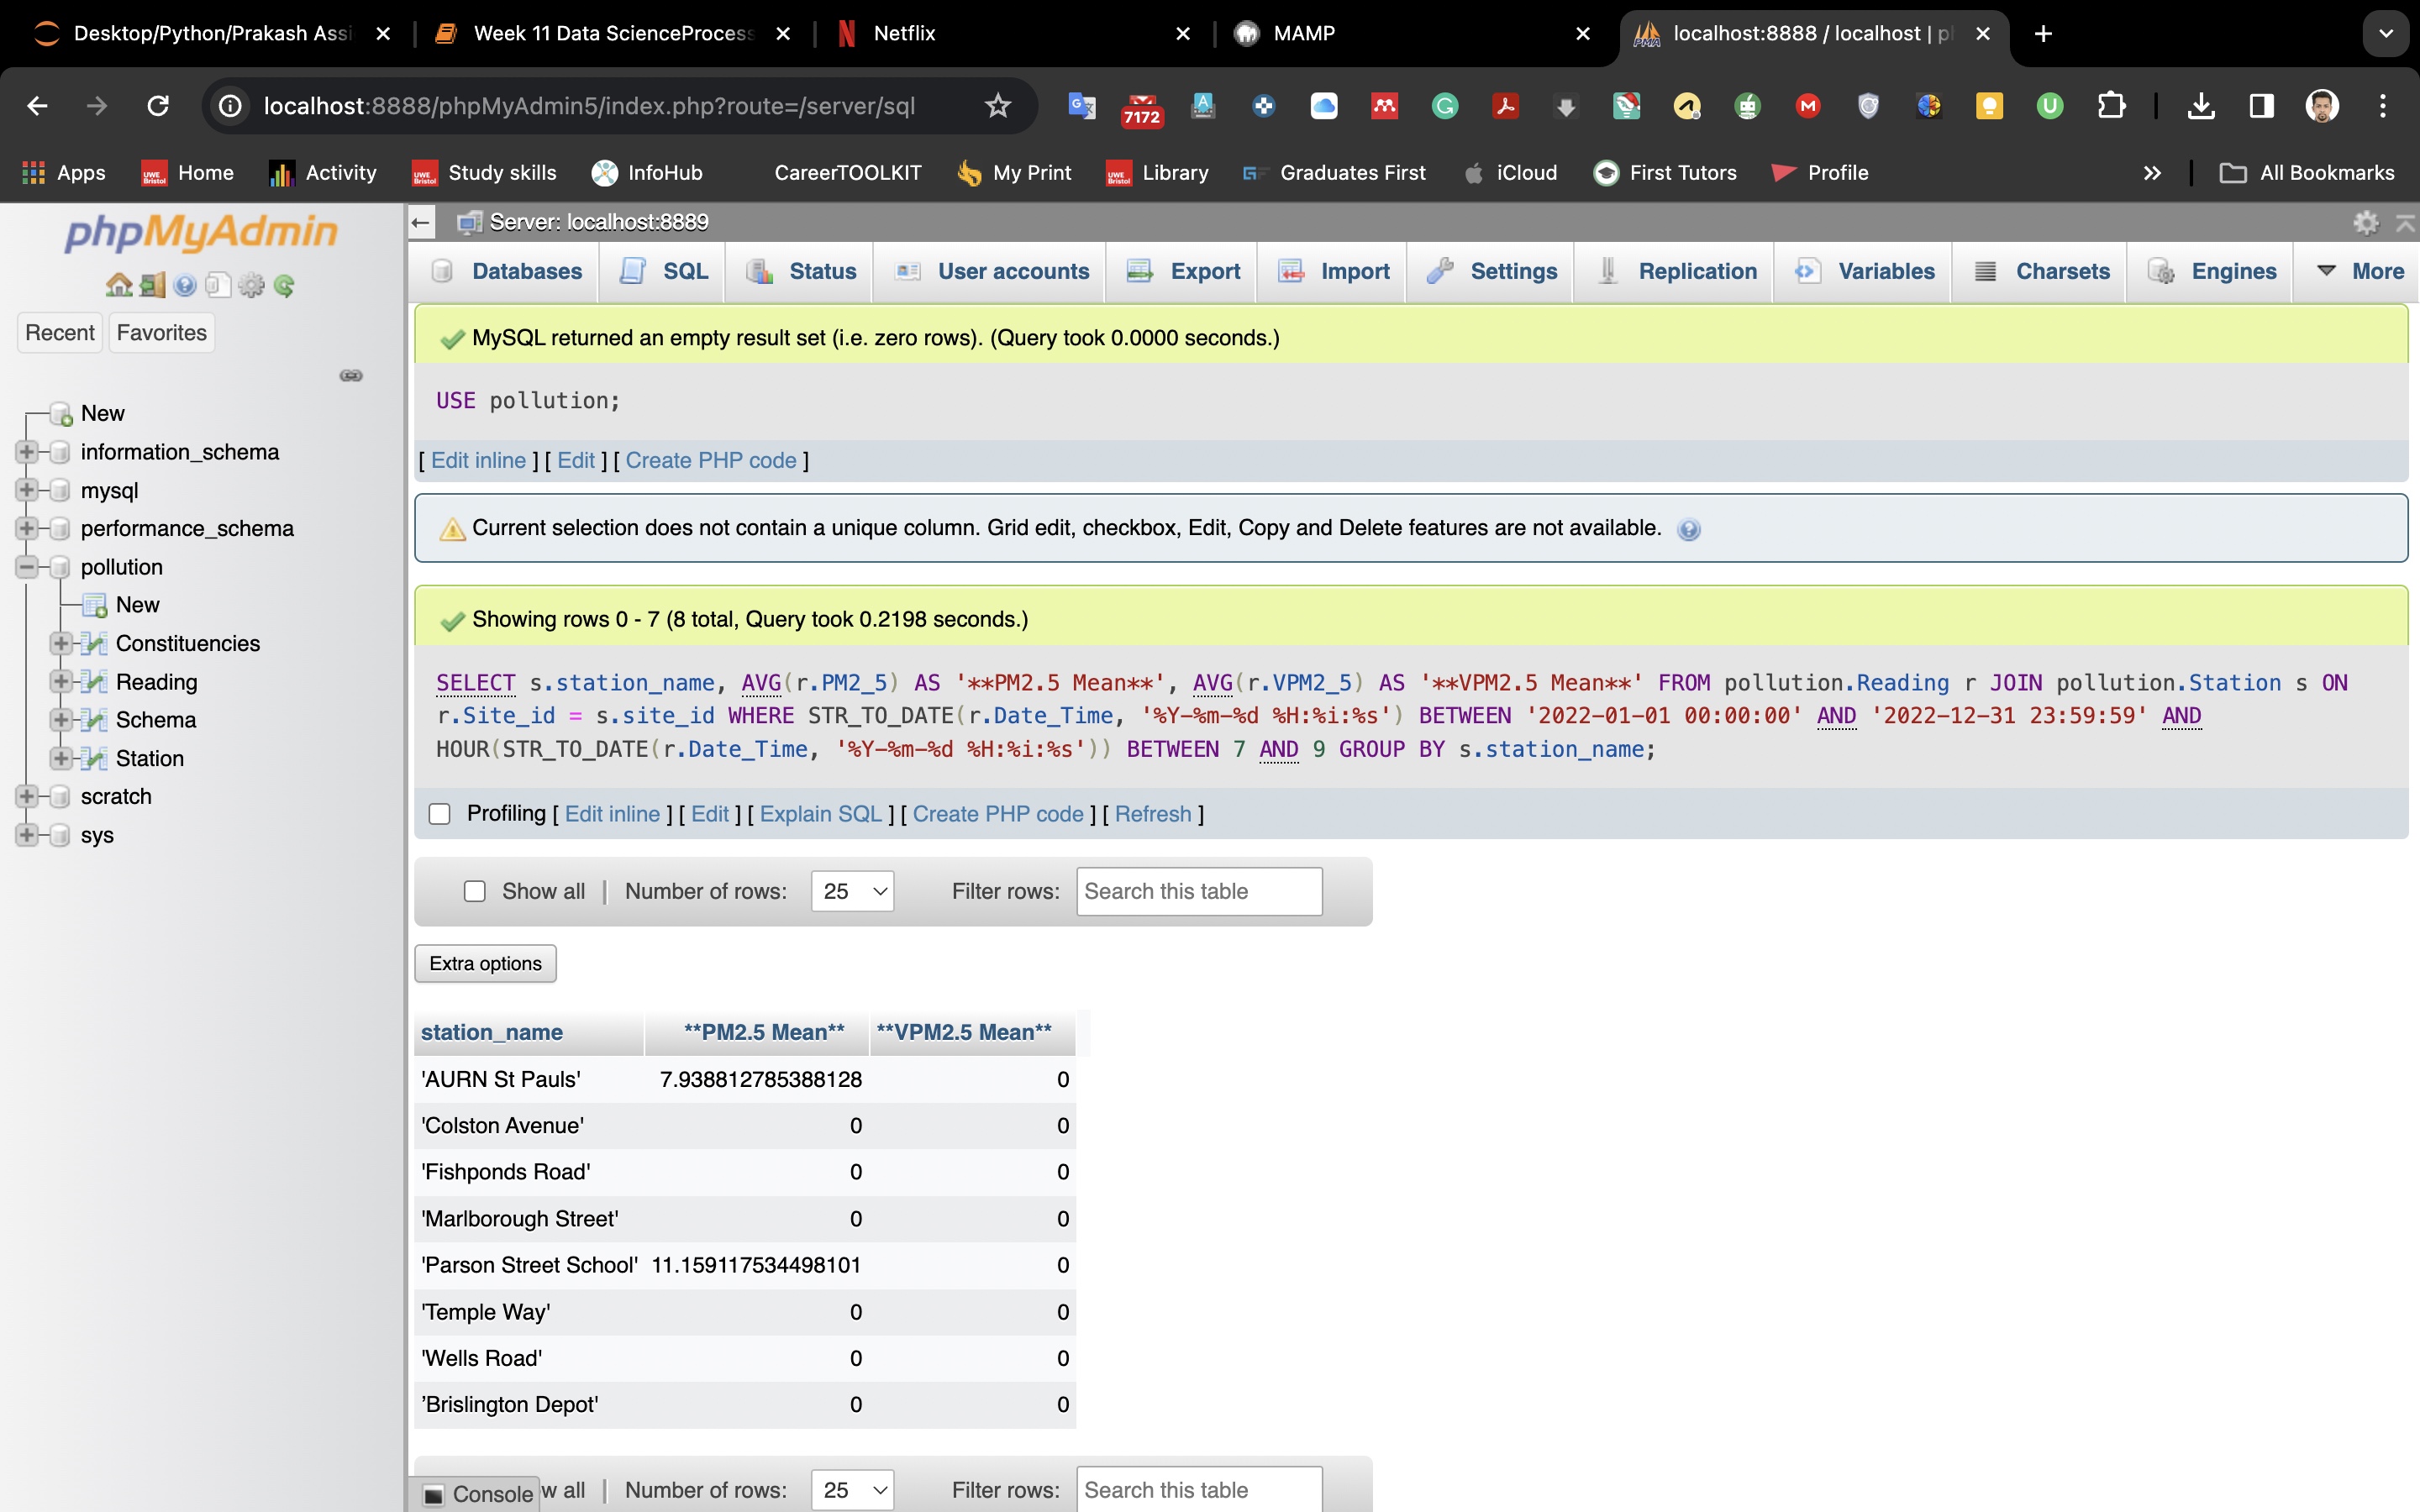 Desktop/Python/Prakash Assi
Week 11 Data ScienceProcess
Netflix
MAMP
localhost:8888 / localhost | p
localhost:8888/phpMyAdmin5/index.php?route=/server/sql
7172
Apps
Home
Activity
Study skills
InfoHub
CareerTOOLKIT
My Print
Library
Graduates First
iCloud
First Tutors
Profile
All Bookmarks
phpMyAdmin
Recent
Favorites
New
information_schema
mysql
performance_schema
pollution
New
Constituencies
Reading
Schema
Station
scratch
sys
Server: localhost:8889
Databases
SQL
Status
User accounts
Export
Import
Settings
Replication
Variables
Charsets
Engines
More
MySQL returned an empty result set (i.e. zero rows). (Query took 0.0000 seconds.)
USE pollution;
[ Edit inline ] [ Edit ] [ Create PHP code ]
Current selection does not contain a unique column. Grid edit, checkbox, Edit, Copy and Delete features are not available.
Showing rows 0 - 7 (8 total, Query took 0.2198 seconds.)
SELECT s.station_name, AVG(r.PM2_5) AS '**PM2.5 Mean**', AVG(r.VPM2_5) AS '**VPM2.5 Mean**' FROM pollution.Reading r JOIN pollution.Station s ON
r.Site_id = s.site_id WHERE STR_TO_DATE(r.Date_Time, '%Y-%m-%d %H:%i:%s') BETWEEN '2022-01-01 00:00:00' AND '2022-12-31 23:59:59' AND
HOUR(STR_TO_DATE(r.Date_Time, '%Y-%m-%d %H:%i:%s')) BETWEEN 7 AND 9 GROUP BY s.station_name;
Profiling [ Edit inline ] [ Edit ] [ Explain SQL ] [ Create PHP code ] [ Refresh ]
Show all | Number of rows: 25 Filter rows: Search this table
Extra options
station_name **PM2.5 Mean** **VPM2.5 Mean**
'AURN St Pauls' 7.938812785388128 0
'Colston Avenue' 0 0
'Fishponds Road' 0 0
'Marlborough Street' 0 0
'Parson Street School' 11.159117534498101 0
'Temple Way' 0 0
'Wells Road' 0 0
’Brislington Depot' 0 0
Console w all | Number of rows: 25 Filter rows: Search this table